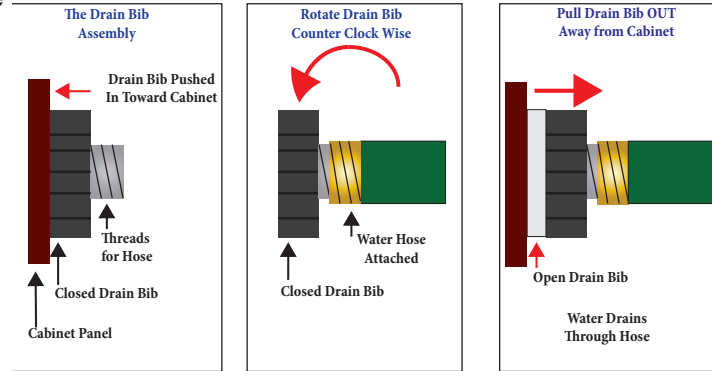 The Drain Bib
Assembly
Drain Bib Pushed
In Toward Cabinet
Threads
for Hose
Closed Drain Bib
Cabinet Panel
Rotate Drain Bib
Counter Clock Wise
Water Hose
Attached
Closed Drain Bib
Pull Drain Bib OUT
Away from Cabinet
Open Drain Bib
Water Drains
Through Hose